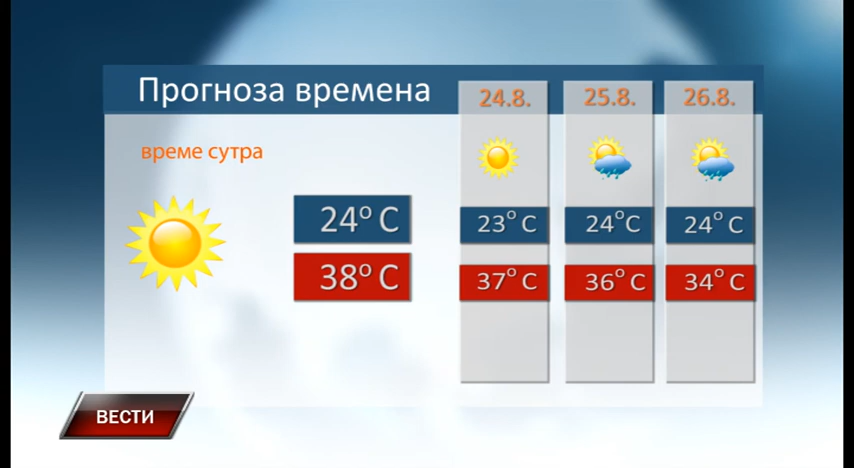 Прогноза времена
време сутра
24° C
38° C
24.8.
25.8.
26.8.
23° C
24°C
24° C
37° C
36° C
34° C
ВЕСТИ